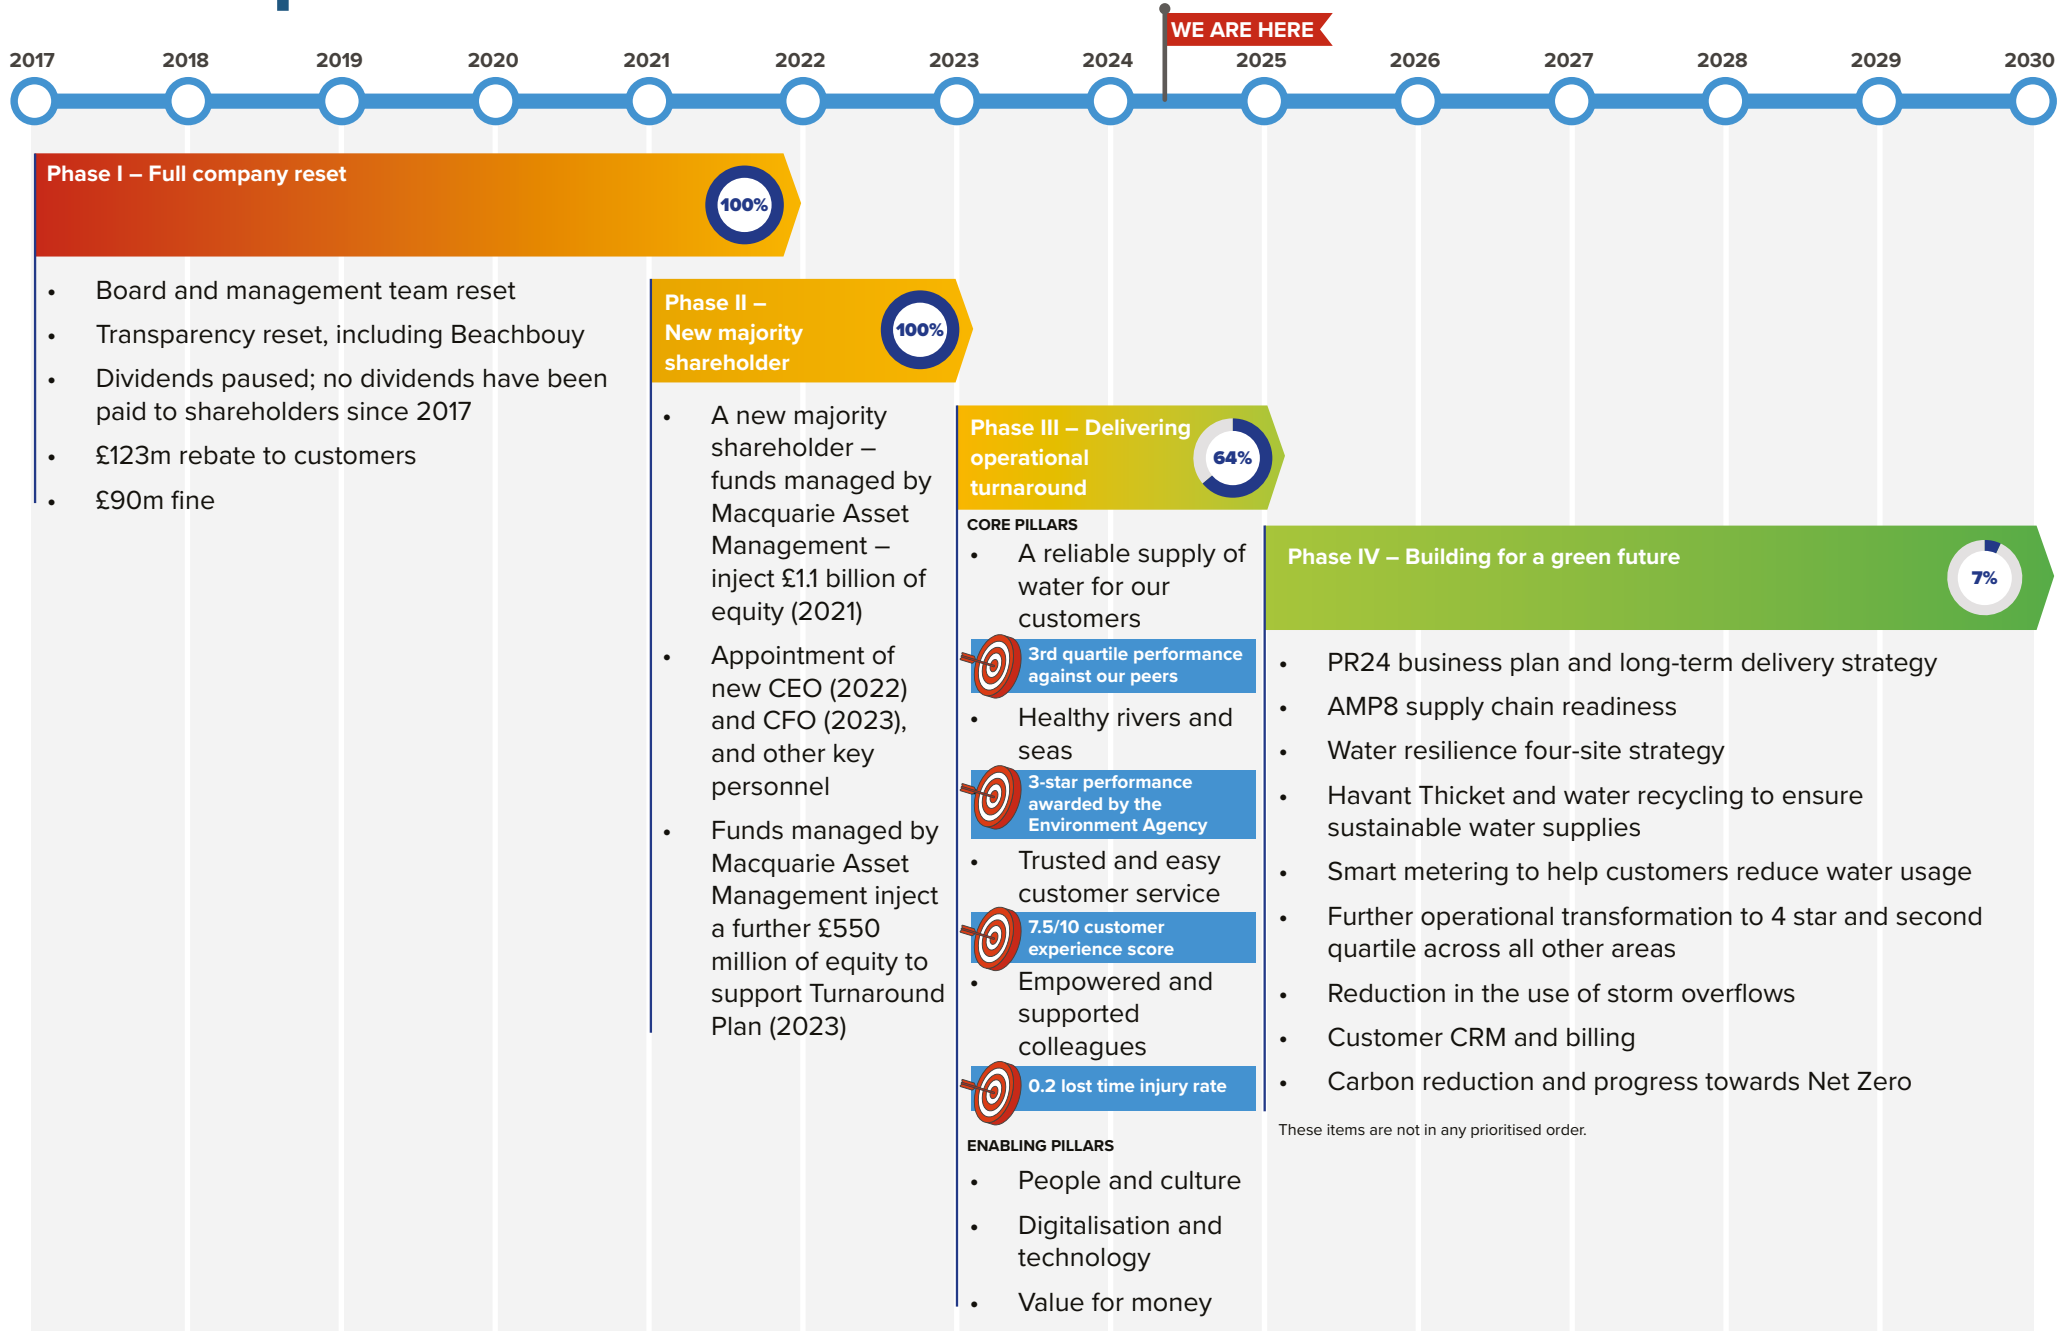 WE ARE HERE
2017 2018 2019 2020 2021 2022 2023 2024 2025 2026 2027 2028 2029 2030
Phase I – Full company reset
100%
• Board and management team reset
• Transparency reset, including Beachbouy
• Dividends paused; no dividends have been
paid to shareholders since 2017
• £123m rebate to customers
• £90m fine
Phase II –
New majority
shareholder
100%
• A new majority
shareholder –
funds managed by
Macquarie Asset
Management –
inject £1.1 billion of
equity (2021)
• Appointment of
new CEO (2022)
and CFO (2023),
and other key
personnel
• Funds managed by
Macquarie Asset
Management inject
a further £550
million of equity to
support Turnaround
Plan (2023)
Phase III – Delivering
operational
turnaround
64%
CORE PILLARS
• A reliable supply of
water for our
customers
3rd quartile performance
against our peers
• Healthy rivers and
seas
3-star performance
awarded by the
Environment Agency
• Trusted and easy
customer service
7.5/10 customer
experience score
• Empowered and
supported
colleagues
0.2 lost time injury rate
ENABLING PILLARS
• People and culture
• Digitalisation and
technology
• Value for money
Phase IV – Building for a green future
7%
• PR24 business plan and long-term delivery strategy
• AMP8 supply chain readiness
• Water resilience four-site strategy
• Havant Thicket and water recycling to ensure
sustainable water supplies
• Smart metering to help customers reduce water usage
• Further operational transformation to 4 star and second
quartile across all other areas
• Reduction in the use of storm overflows
• Customer CRM and billing
• Carbon reduction and progress towards Net Zero
These items are not in any prioritised order.